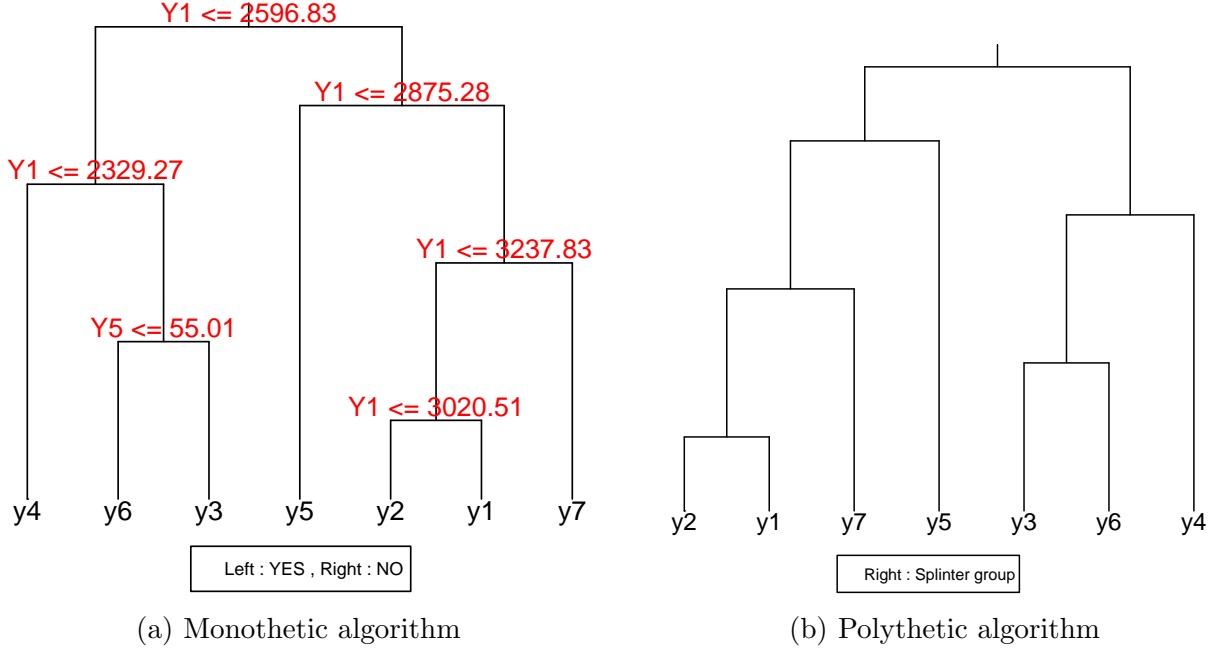 Y1 <= 2596.83
Y1 <= 2875.28
Y1 <= 2329.27
Y1 <= 3237.83
Y5 <= 55.01
Y1 <= 3020.51
y4 y6 y3 y5 y2 y1 y7
Left : YES , Right : NO
(a) Monothetic algorithm
y2 y1 y7 y5 y3 y6 y4
Right : Splinter group
(b) Polythetic algorithm